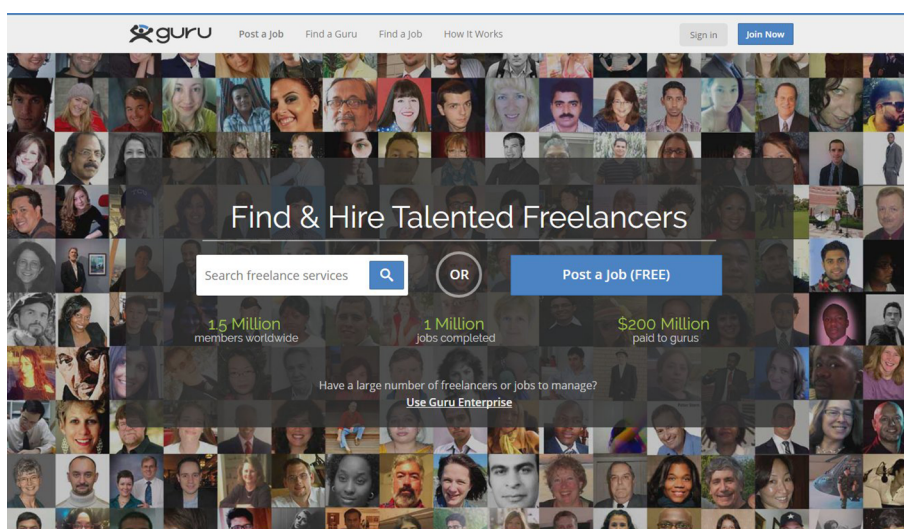 guru
Post a Job Find a Guru Find a Job How It Works
Sign in
Join Now
Find & Hire Talented Freelancers
Search freelance services
OR
Post a Job (FREE)
1.5 Million
members worldwide
1 Million
jobs completed
$200 Million
paid to gurus
Have a large number of freelancers or jobs to manage?
Use Guru Enterprise